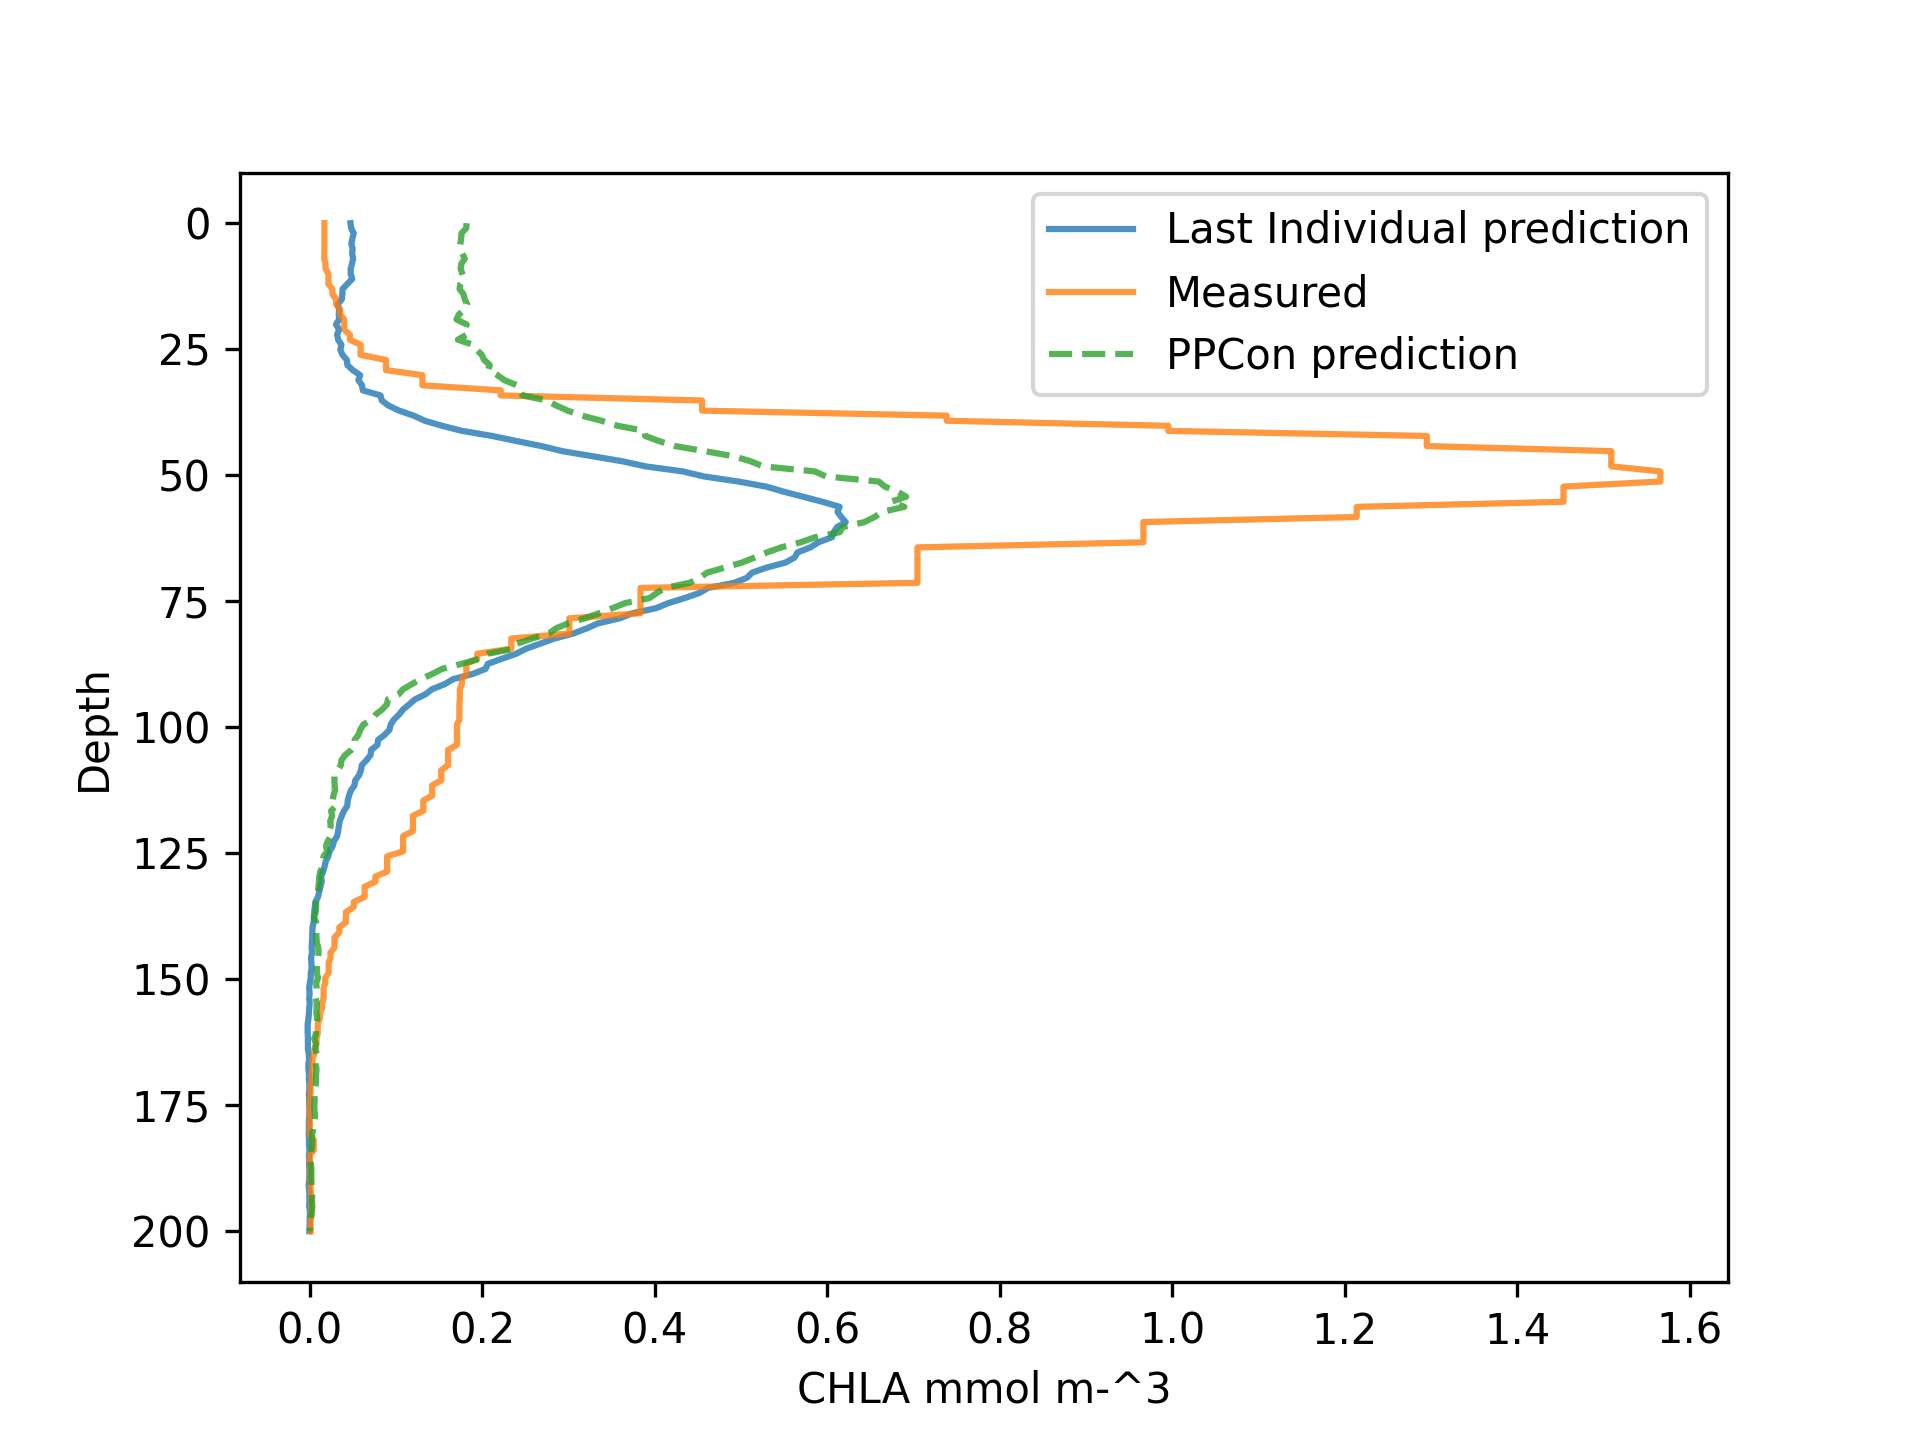 Last Individual prediction
Measured
PPCon prediction
0
25
50
75
100
125
150
175
200
Depth
0.0 0.2 0.4 0.6 0.8 1.0 1.2 1.4 1.6
CHLA mmol m-^3